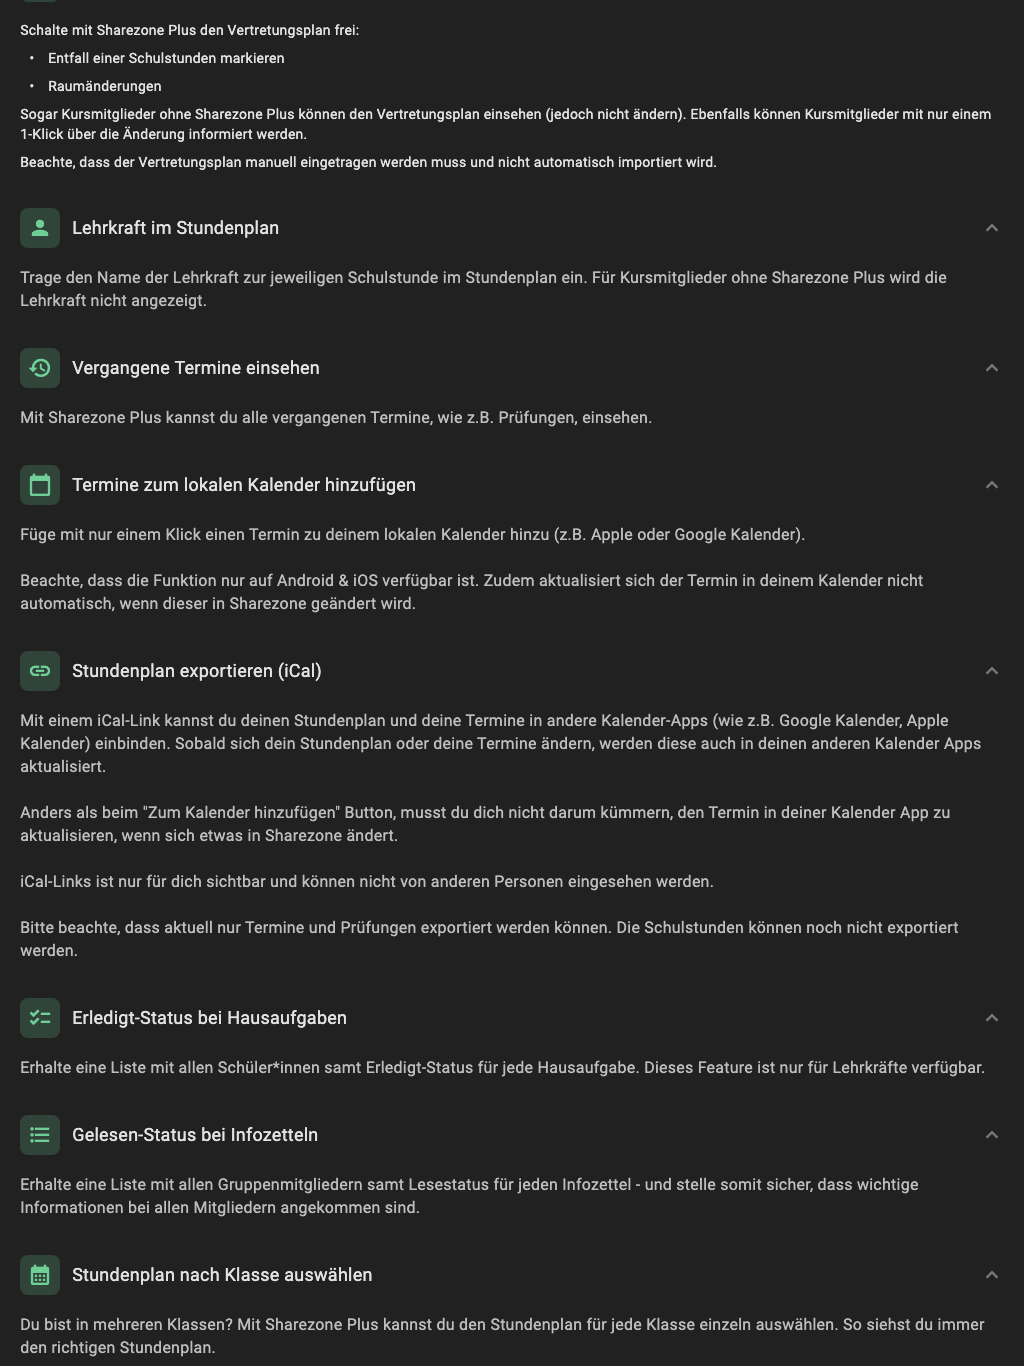 Schalte mit Sharezone Plus den Vertretungsplan frei:
• Entfall einer Schulstunden markieren
• Raumänderungen
Sogar Kursmitglieder ohne Sharezone Plus können den Vertretungsplan einsehen (jedoch nicht ändern). Ebenfalls können Kursmitglieder mit nur einem
1-Klick über die Änderung informiert werden.
Beachte, dass der Vertretungsplan manuell eingetragen werden muss und nicht automatisch importiert wird.
Lehrkraft im Stundenplan
Trage den Name der Lehrkraft zur jeweiligen Schulstunde im Stundenplan ein. Für Kursmitglieder ohne Sharezone Plus wird die
Lehrkraft nicht angezeigt.
Vergangene Termine einsehen
Mit Sharezone Plus kannst du alle vergangenen Termine, wie z.B. Prüfungen, einsehen.
Termine zum lokalen Kalender hinzufügen
Füge mit nur einem Klick einen Termin zu deinem lokalen Kalender hinzu (z.B. Apple oder Google Kalender).
Beachte, dass die Funktion nur auf Android & iOS verfügbar ist. Zudem aktualisiert sich der Termin in deinem Kalender nicht
automatisch, wenn dieser in Sharezone geändert wird.
Stundenplan exportieren (iCal)
Mit einem iCal-Link kannst du deinen Stundenplan und deine Termine in andere Kalender-Apps (wie z.B. Google Kalender, Apple
Kalender) einbinden. Sobald sich dein Stundenplan oder deine Termine ändern, werden diese auch in deinen anderen Kalender Apps
aktualisiert.
Anders als beim "Zum Kalender hinzufügen" Button, musst du dich nicht darum kümmern, den Termin in deiner Kalender App zu
aktualisieren, wenn sich etwas in Sharezone ändert.
iCal-Links ist nur für dich sichtbar und können nicht von anderen Personen eingesehen werden.
Bitte beachte, dass aktuell nur Termine und Prüfungen exportiert werden können. Die Schulstunden können noch nicht exportiert
werden.
Erledigt-Status bei Hausaufgaben
Erhalte eine Liste mit allen Schüler*innen samt Erledigt-Status für jede Hausaufgabe. Dieses Feature ist nur für Lehrkräfte verfügbar.
Gelesen-Status bei Infozetteln
Erhalte eine Liste mit allen Gruppenmitgliedern samt Lesestatus für jeden Infozettel - und stelle somit sicher, dass wichtige
Informationen bei allen Mitgliedern angekommen sind.
Stundenplan nach Klasse auswählen
Du bist in mehreren Klassen? Mit Sharezone Plus kannst du den Stundenplan für jede Klasse einzeln auswählen. So siehst du immer
den richtigen Stundenplan.